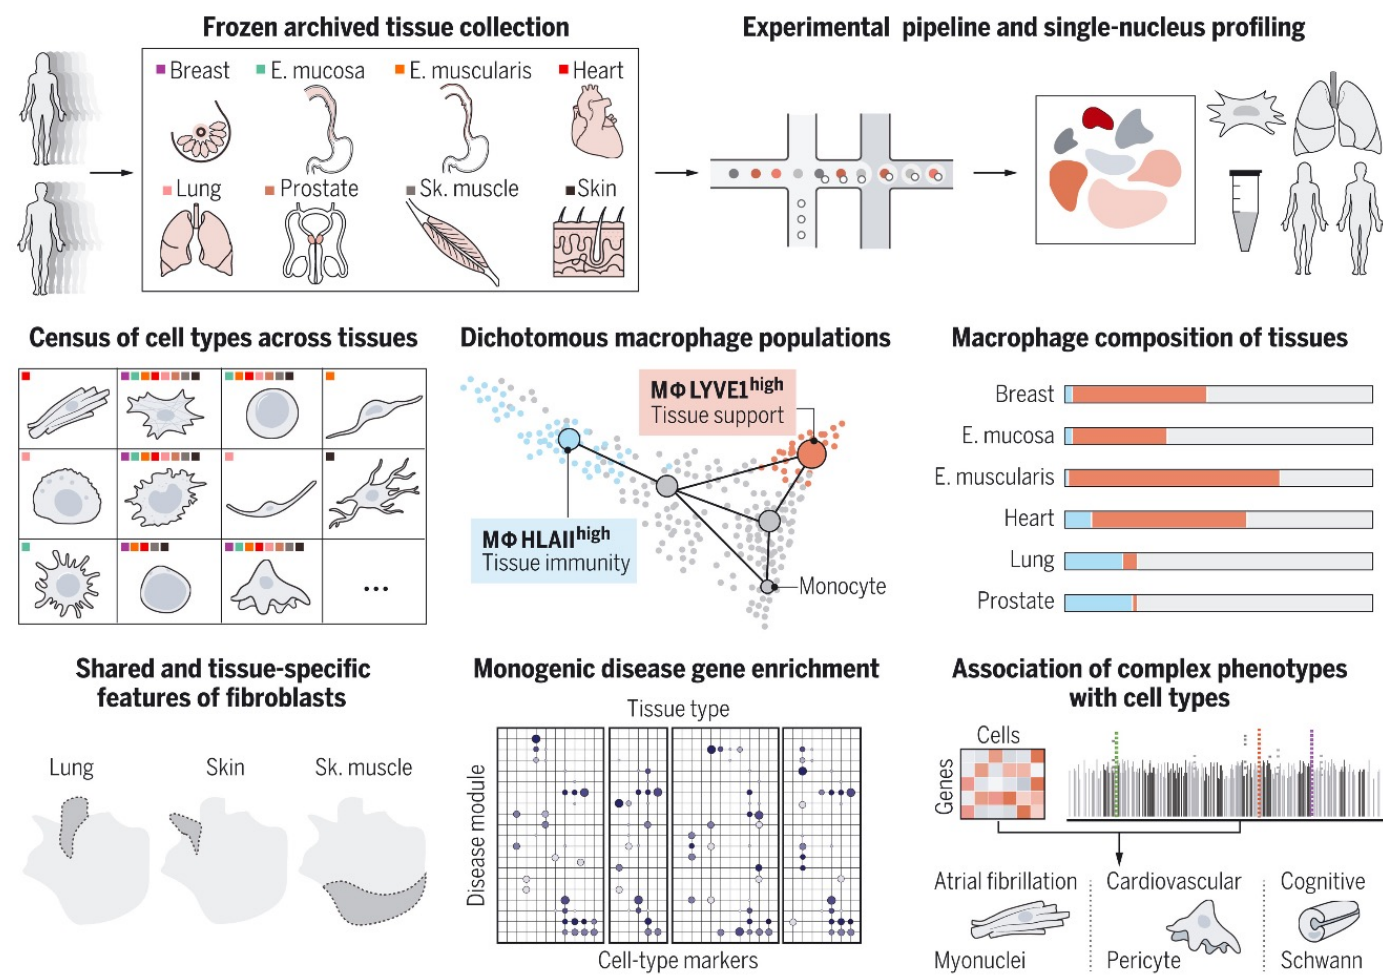 Frozen archived tissue collection
Experimental pipeline and single-nucleus profiling
Breast
E. mucosa
E. muscularis
Heart
Lung
Prostate
Sk. muscle
Skin
Census of cell types across tissues
...
Dichotomous macrophage populations
MΦ LYVE1high
Tissue support
MΦ HLAIIhigh
Tissue immunity
Monocyte
Macrophage composition of tissues
Breast
E. mucosa
E. muscularis
Heart
Lung
Prostate
Shared and tissue-specific
features of fibroblasts
Lung
Skin
Sk. muscle
Monogenic disease gene enrichment
Tissue type
Disease module
Cell-type markers
Association of complex phenotypes
with cell types
Cells
Genes
Atrial fibrillation
Cardiovascular
Cognitive
Myonuclei
Pericyte
Schwann